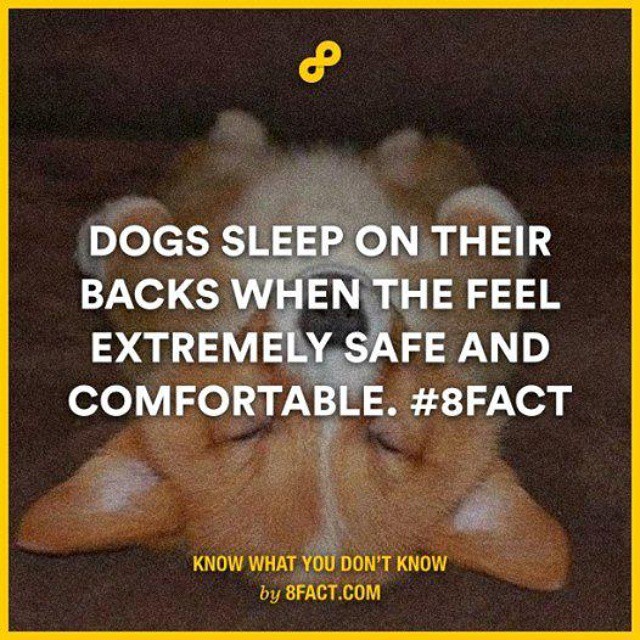 DOGS SLEEP ON THEIR
BACKS WHEN THE FEEL
EXTREMELY SAFE AND
COMFORTABLE. #8FACT
KNOW WHAT YOU DON'T KNOW
by 8FACT.COM